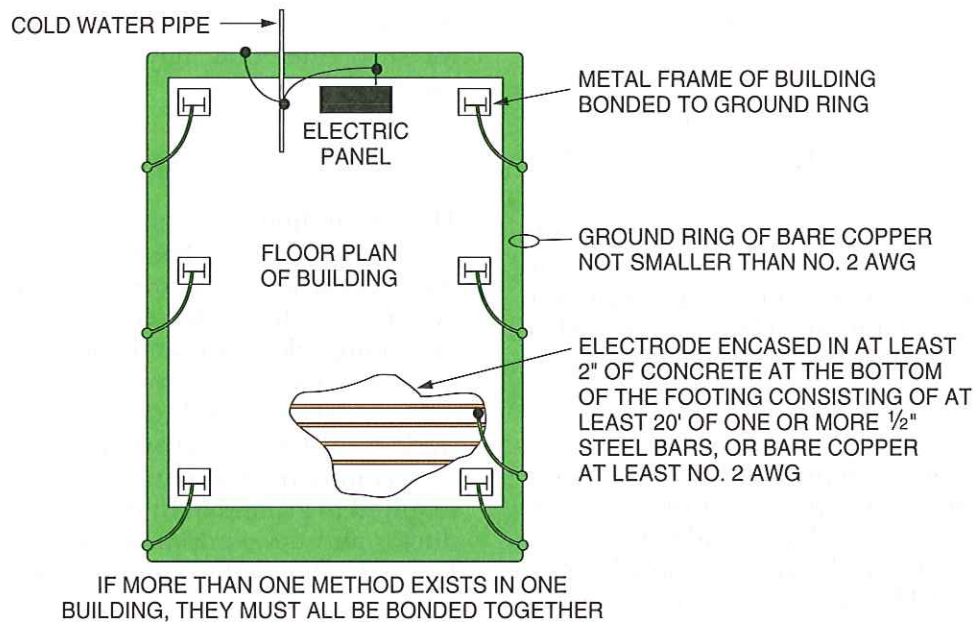 COLD WATER PIPE
METAL FRAME OF BUILDING
BONDED TO GROUND RING
ELECTRIC
PANEL
FLOOR PLAN
OF BUILDING
GROUND RING OF BARE COPPER
NOT SMALLER THAN NO. 2 AWG
ELECTRODE ENCASED IN AT LEAST
2" OF CONCRETE AT THE BOTTOM
OF THE FOOTING CONSISTING OF AT
LEAST 20' OF ONE OR MORE ½"
STEEL BARS, OR BARE COPPER
AT LEAST NO. 2 AWG
IF MORE THAN ONE METHOD EXISTS IN ONE
BUILDING, THEY MUST ALL BE BONDED TOGETHER